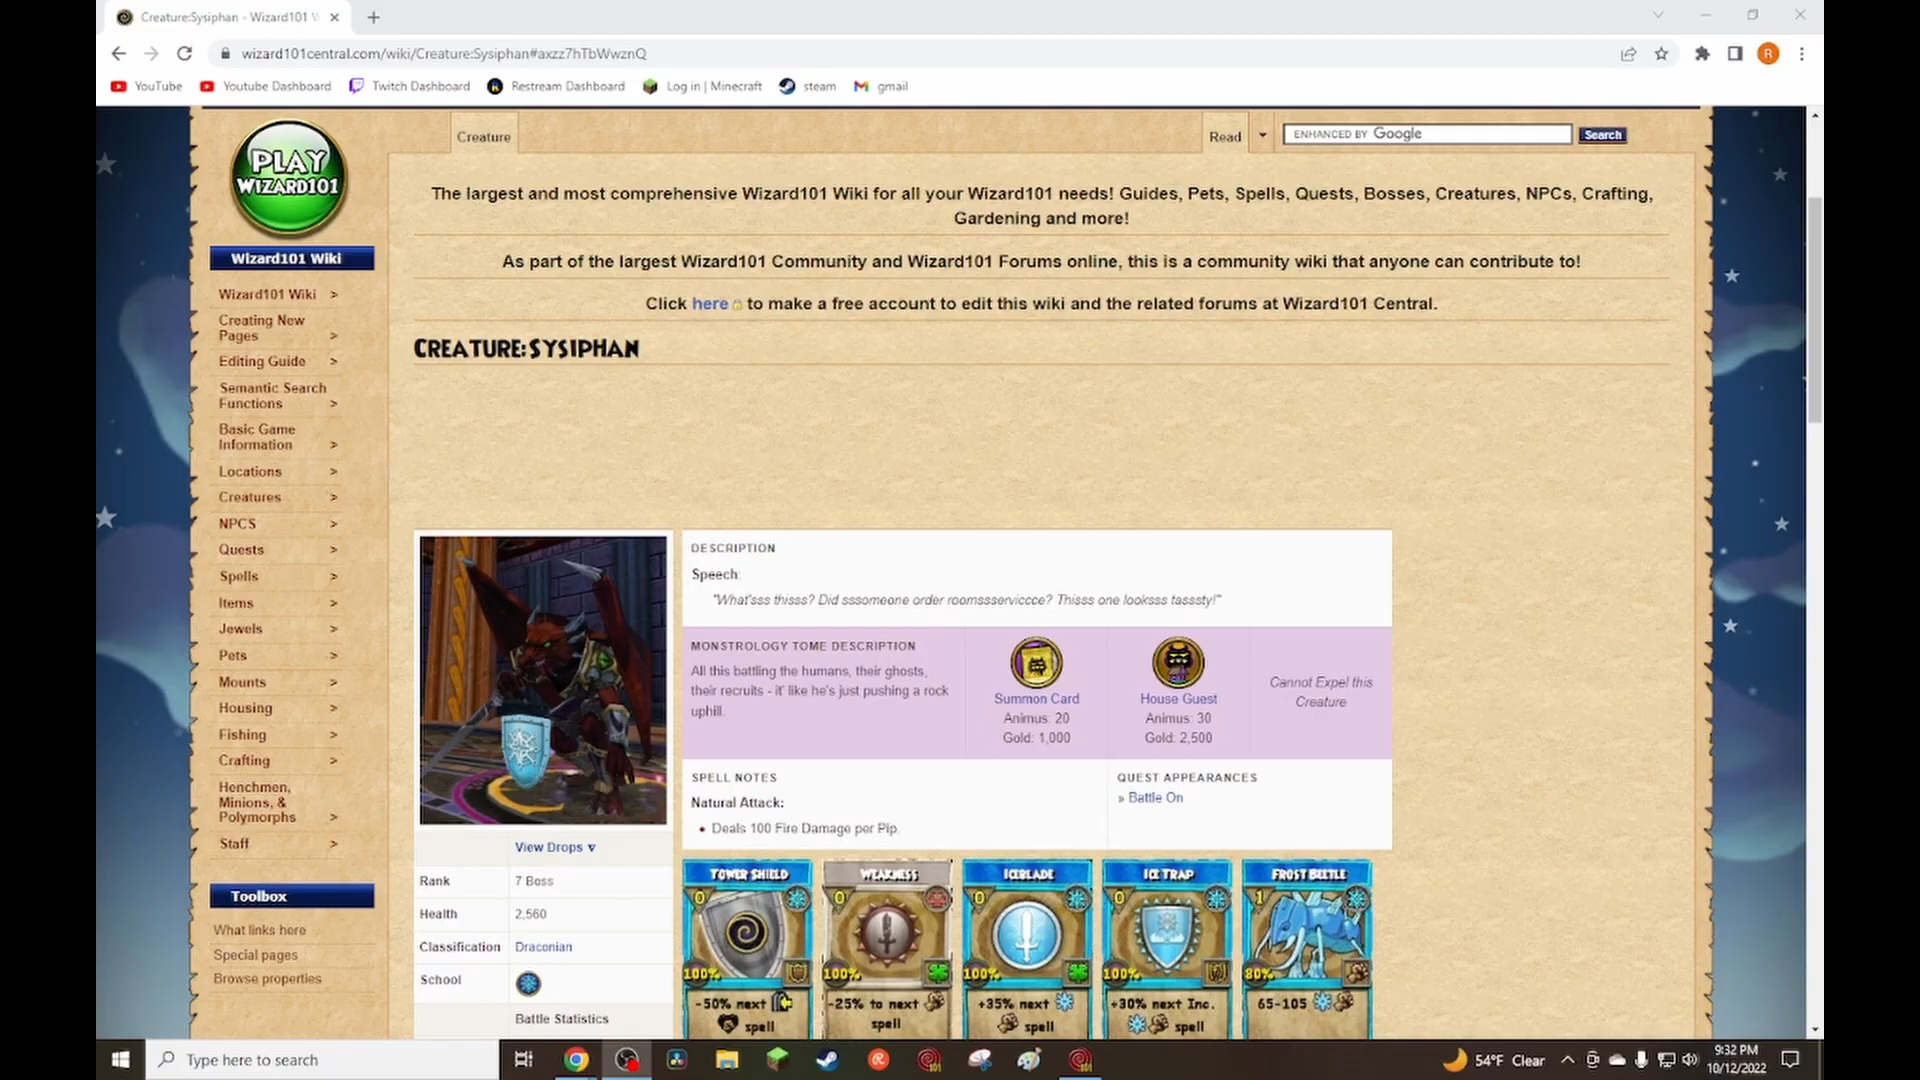 Creature:Sysiphan - Wizard101 W
wizard101central.com/wiki/Creature:Sysiphan#axzz7hTbWwznQ
R
YouTube
Youtube Dashboard
Twitch Dashboard
Restream Dashboard
Log in | Minecraft
steam
gmail
PLAY
WIZARD101
Creature
Read
ENHANCED BY Google
Search
The largest and most comprehensive Wizard101 Wiki for all your Wizard101 needs! Guides, Pets, Spells, Quests, Bosses, Creatures, NPCs, Crafting,
Gardening and more!
As part of the largest Wizard101 Community and Wizard101 Forums online, this is a community wiki that anyone can contribute to!
Click here to make a free account to edit this wiki and the related forums at Wizard101 Central.
CREATURE:SYSIPHAN
Wizard101 Wiki
Wizard101 Wiki >
Creating New
Pages >
Editing Guide >
Semantic Search
Functions >
Basic Game
Information >
Locations >
Creatures >
NPCS >
Quests >
Spells >
Items >
Jewels >
Pets >
Mounts >
Housing >
Fishing >
Crafting >
Henchmen,
Minions, &
Polymorphs >
Staff >
Toolbox
What links here
Special pages
Browse properties
View Drops
Rank 7 Boss
Health 2,560
Classification Draconian
School
Battle Statistics
DESCRIPTION
Speech:
"What'sss thisss? Did sssomeone order roomssserviccce? Thisss one looksss tasssty!"
MONSTROLOGY TOME DESCRIPTION
All this battling the humans, their ghosts,
their recruits - it' like he's just pushing a rock
uphill.
Summon Card
Animus: 20
Gold: 1,000
House Guest
Animus: 30
Gold: 2,500
Cannot Expel this
Creature
SPELL NOTES
Natural Attack:
• Deals 100 Fire Damage per Pip.
QUEST APPEARANCES
» Battle On
TOWER SHIELD
0
100%
-50% next
spell
WEAKNESS
0
100%
-25% to next
spell
ICEBLADE
0
100%
+35% next
spell
ICE TRAP
0
100%
+30% next Inc.
spell
FROST BEETLE
1
80%
65-105
Type here to search
101
101
54°F Clear
9:32 PM
10/12/2022